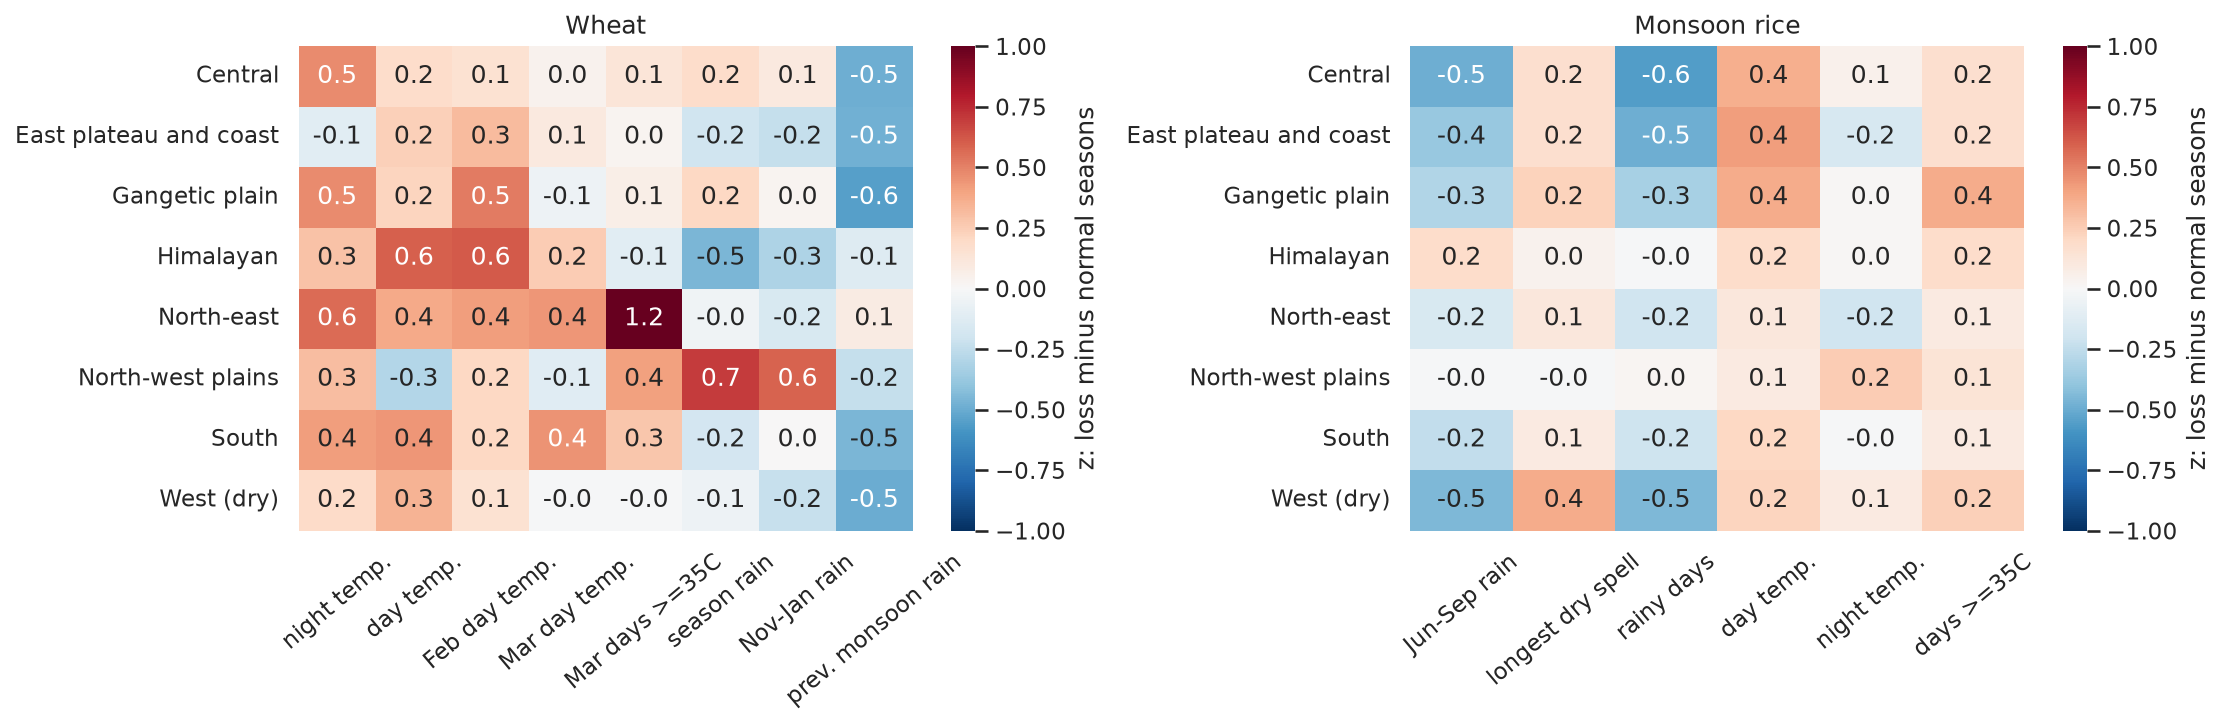 Wheat
Central
0.5 0.2 0.1 0.0 0.1 0.2 0.1 -0.5
East plateau and coast
-0.1 0.2 0.3 0.1 0.0 -0.2 -0.2 -0.5
Gangetic plain
0.5 0.2 0.5 -0.1 0.1 0.2 0.0 -0.6
Himalayan
0.3 0.6 0.6 0.2 -0.1 -0.5 -0.3 -0.1
North-east
0.6 0.4 0.4 0.4 1.2 -0.0 -0.2 0.1
North-west plains
0.3 -0.3 0.2 -0.1 0.4 0.7 0.6 -0.2
South
0.4 0.4 0.2 0.4 0.3 -0.2 0.0 -0.5
West (dry)
0.2 0.3 0.1 -0.0 -0.0 -0.1 -0.2 -0.5
night temp.
day temp.
Feb day temp.
Mar day temp.
Mar days >=35C
season rain
Nov-Jan rain
prev. monsoon rain
1.00
0.75
0.50
0.25
0.00
−0.25
−0.50
−0.75
−1.00
z: loss minus normal seasons
Monsoon rice
Central
-0.5 0.2 -0.6 0.4 0.1 0.2
East plateau and coast
-0.4 0.2 -0.5 0.4 -0.2 0.2
Gangetic plain
-0.3 0.2 -0.3 0.4 0.0 0.4
Himalayan
0.2 0.0 -0.0 0.2 0.0 0.2
North-east
-0.2 0.1 -0.2 0.1 -0.2 0.1
North-west plains
-0.0 -0.0 0.0 0.1 0.2 0.1
South
-0.2 0.1 -0.2 0.2 -0.0 0.1
West (dry)
-0.5 0.4 -0.5 0.2 0.1 0.2
Jun-Sep rain
longest dry spell
rainy days
day temp.
night temp.
days >=35C
1.00
0.75
0.50
0.25
0.00
−0.25
−0.50
−0.75
−1.00
z: loss minus normal seasons